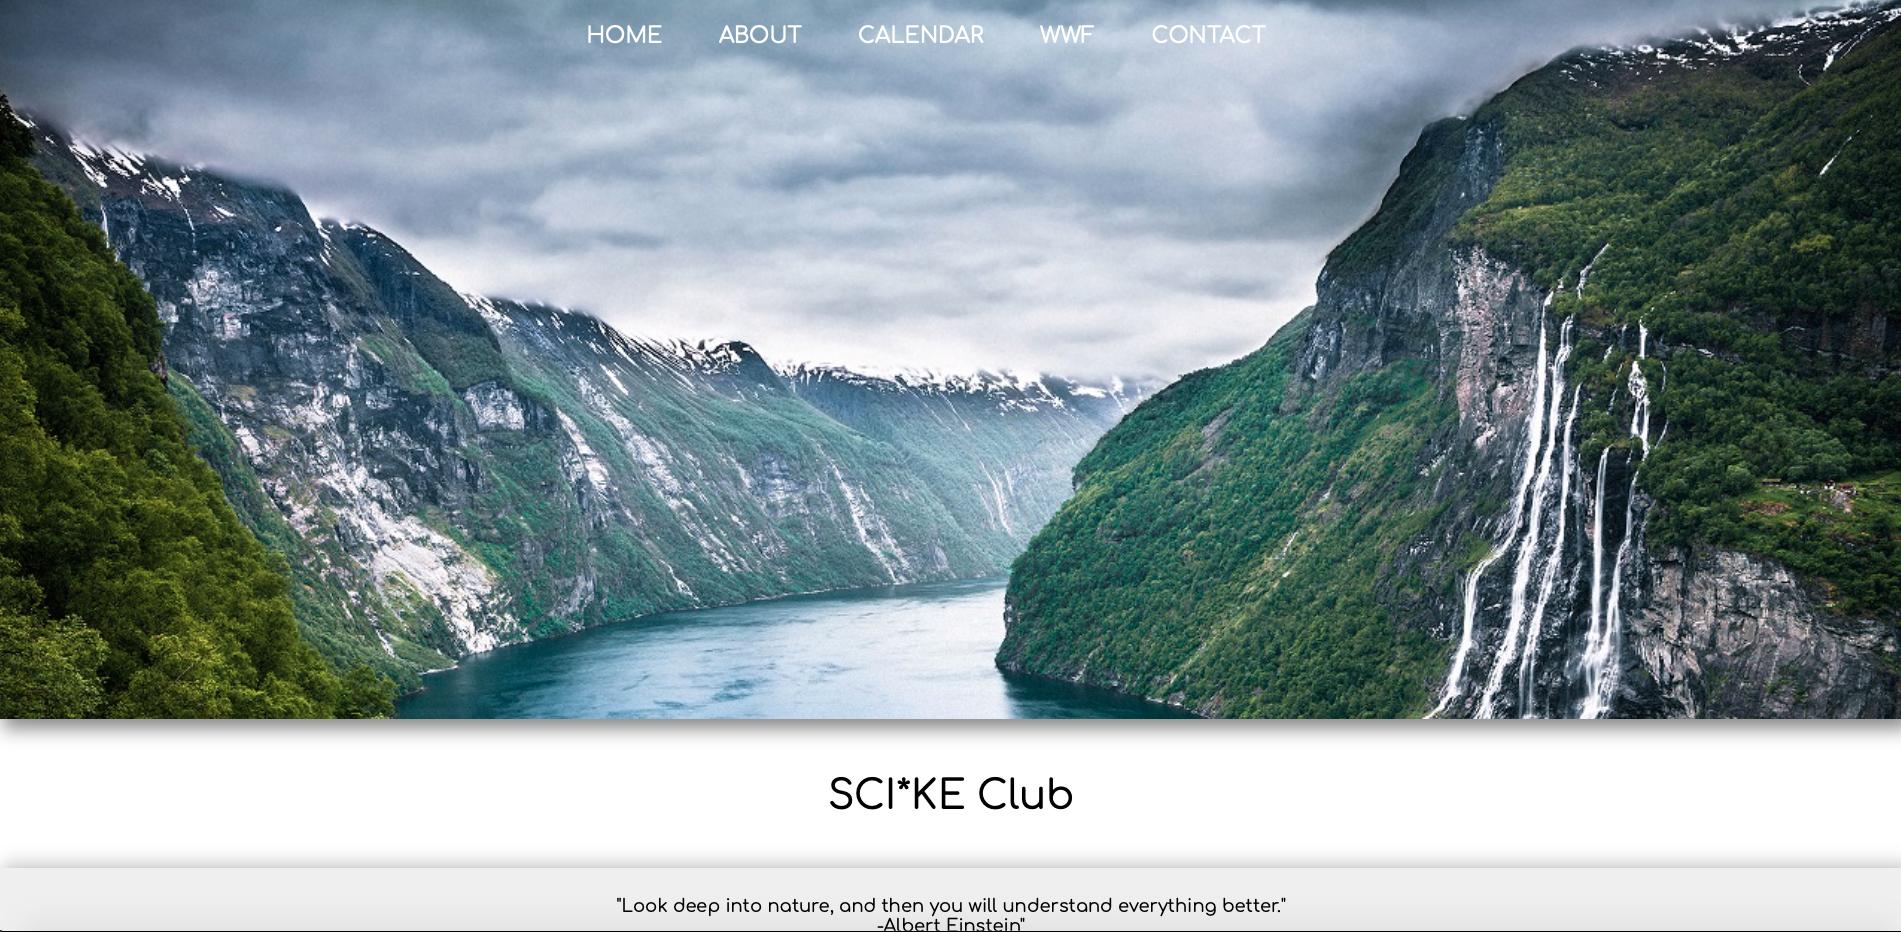 HOME ABOUT CALENDAR WWF CONTACT
SCI*KE Club
"Look deep into nature, and then you will understand everything better."
-Albert Einstein"